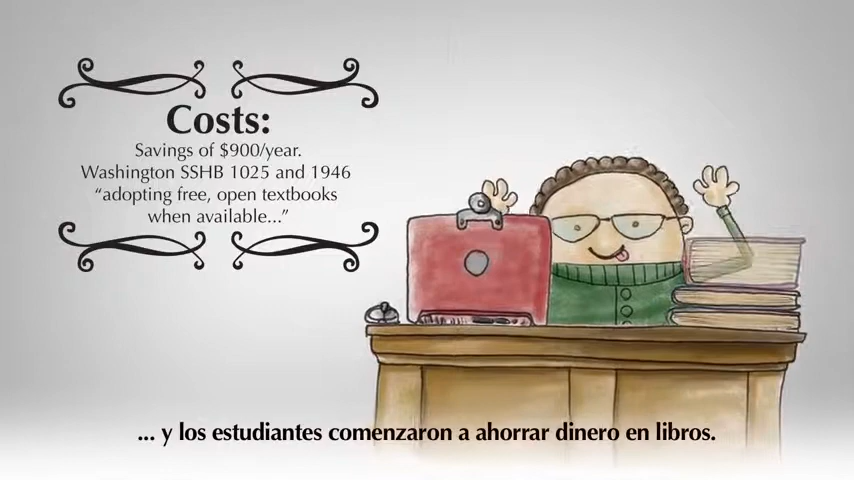 Costs:
Savings of $900/year.
Washington SSHB 1025 and 1946
“adopting free, open textbooks
when available...”
... y los estudiantes comenzaron a ahorrar dinero en libros.